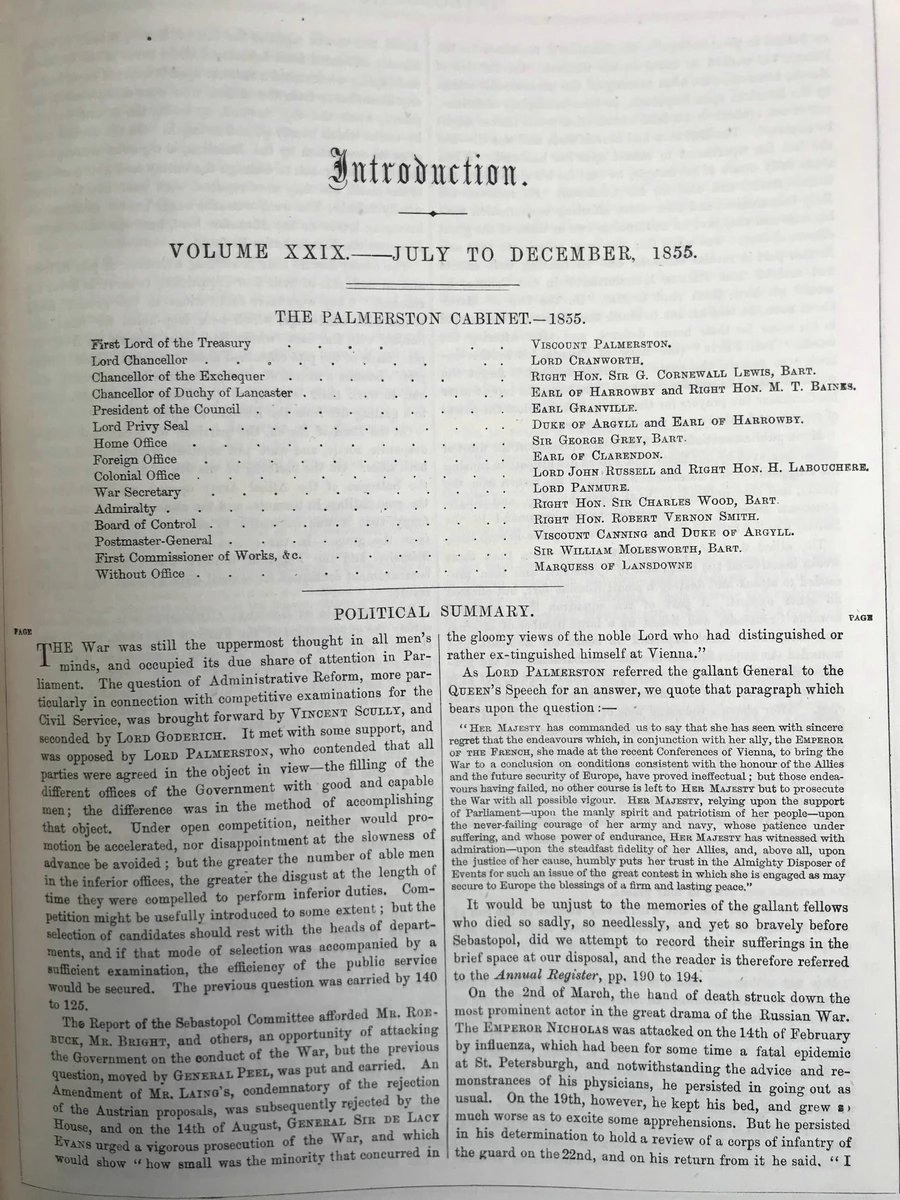 Introduction.
VOLUME XXIX.——JULY TO DECEMBER, 1855.
THE PALMERSTON CABINET.—1855.
First Lord of the Treasury . . . . . . VISCOUNT PALMERSTON.
Lord Chancellor . . . . . . . . LORD CRANWORTH.
Chancellor of the Exchequer . . . . . . RIGHT HON. SIR G. CORNEWALL LEWIS, BART.
Chancellor of Duchy of Lancaster . . . . . . EARL OF HARROWBY and RIGHT HON. M. T. BAINES.
President of the Council . . . . . . . EARL GRANVILLE.
Lord Privy Seal . . . . . . . . DUKE OF ARGYLL and EARL OF HARROWBY.
Home Office . . . . . . . . SIR GEORGE GREY, BART.
Foreign Office . . . . . . . . EARL OF CLARENDON.
Colonial Office . . . . . . . . LORD JOHN RUSSELL and RIGHT HON. H. LABOUCHERE.
War Secretary . . . . . . . . LORD PANMURE.
Admiralty . . . . . . . . . RIGHT HON. SIR CHARLES WOOD, BART.
Board of Control . . . . . . . . RIGHT HON. ROBERT VERNON SMITH.
Postmaster-General . . . . . . . VISCOUNT CANNING and DUKE OF ARGYLL.
First Commissioner of Works, &c. . . . . . SIR WILLIAM MOLESWORTH, BART.
Without Office . . . . . . . . MARQUESS OF LANSDOWNE
POLITICAL SUMMARY.
PAGE
THE War was still the uppermost thought in all men's
minds, and occupied its due share of attention in Par-
liament. The question of Administrative Reform, more par-
ticularly in connection with competitive examinations for the
Civil Service, was brought forward by VINCENT SCULLY, and
seconded by LORD GODERICH. It met with some support, and
was opposed by LORD PALMERSTON, who contended that all
parties were agreed in the object in view—the filling of the
different offices of the Government with good and capable
men; the difference was in the method of accomplishing
that object. Under open competition, neither would pro-
motion be accelerated, nor disappointment at the slowness of
advance be avoided; but the greater the number of able men
in the inferior offices, the greater the disgust at the length of
time they were compelled to perform inferior duties. Com-
petition might be usefully introduced to some extent; but the
selection of candidates should rest with the heads of depart-
ments, and if that mode of selection was accompanied by a
sufficient examination, the efficiency of the public service
would be secured. The previous question was carried by 140
to 125.
The Report of the Sebastopol Committee afforded MR. ROE-
BUCK, MR. BRIGHT, and others, an opportunity of attacking
the Government on the conduct of the War, but the previous
question, moved by GENERAL PEEL, was put and carried. An
Amendment of MR. LAING'S, condemnatory of the rejection
of the Austrian proposals, was subsequently rejected by the
House, and on the 14th of August, GENERAL SIR DE LACY
EVANS urged a vigorous prosecution of the War, and which
would show "how small was the minority that concurred in
PAGE
the gloomy views of the noble Lord who had distinguished or
rather ex-tinguished himself at Vienna."
As LORD PALMERSTON referred the gallant General to the
QUEEN'S Speech for an answer, we quote that paragraph which
bears upon the question:—
"HER MAJESTY has commanded us to say that she has seen with sincere
regret that the endeavours which, in conjunction with her ally, the EMPEROR
OF THE FRENCH, she made at the recent Conferences of Vienna, to bring the
War to a conclusion on conditions consistent with the honour of the Allies
and the future security of Europe, have proved ineffectual; but those endea-
vours having failed, no other course is left to HER MAJESTY but to prosecute
the War with all possible vigour. HER MAJESTY, relying upon the support
of Parliament—upon the manly spirit and patriotism of her people—upon
the never-failing courage of her army and navy, whose patience under
suffering, and whose power of endurance, HER MAJESTY has witnessed with
admiration—upon the steadfast fidelity of her Allies, and, above all, upon
the justice of her cause, humbly puts her trust in the Almighty Disposer of
Events for such an issue of the great contest in which she is engaged as may
secure to Europe the blessings of a firm and lasting peace."
It would be unjust to the memories of the gallant fellows
who died so sadly, so needlessly, and yet so bravely before
Sebastopol, did we attempt to record their sufferings in the
brief space at our disposal, and the reader is therefore referred
to the Annual Register, pp. 190 to 194.
On the 2nd of March, the hand of death struck down the
most prominent actor in the great drama of the Russian War.
The EMPEROR NICHOLAS was attacked on the 14th of February
by influenza, which had been for some time a fatal epidemic
at St. Petersburgh, and notwithstanding the advice and re-
monstrances of his physicians, he persisted in going out as
usual. On the 19th, however, he kept his bed, and grew so
much worse as to excite some apprehensions. But he persisted
in his determination to hold a review of a corps of infantry of
the guard on the 22nd, and on his return from it he said, "I